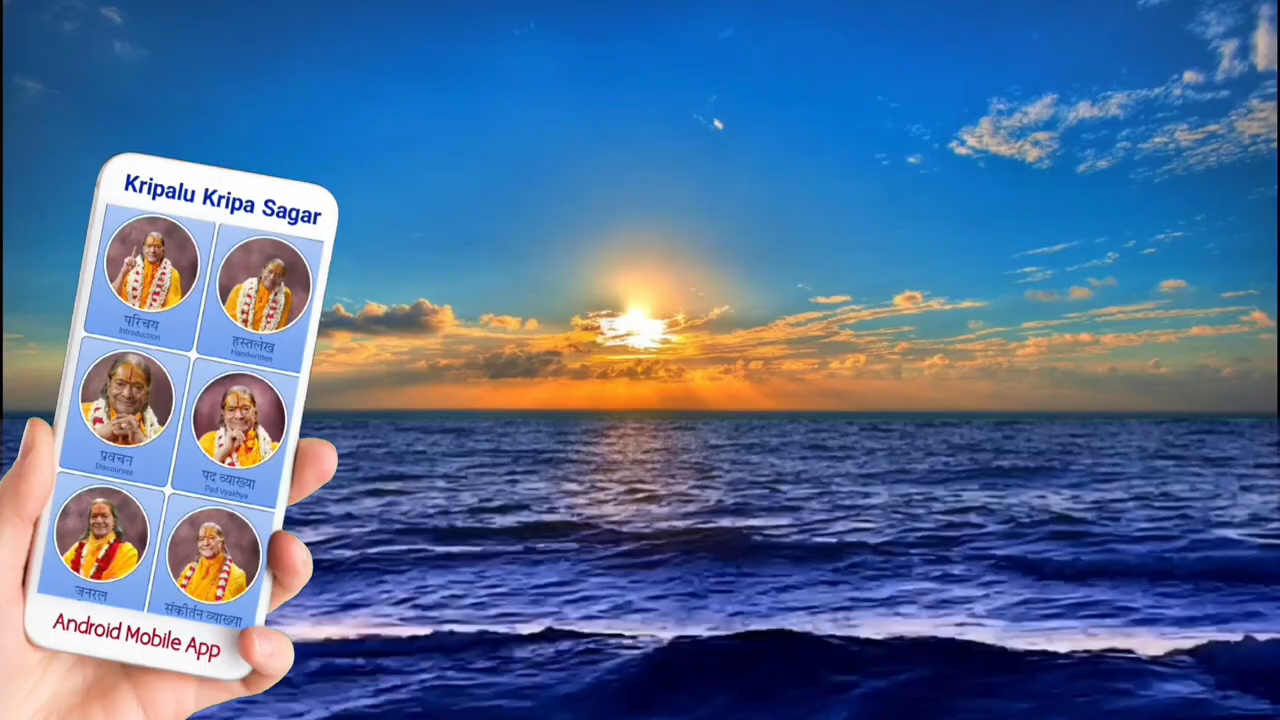 Kripalu Kripa Sagar
परिचय
Introduction
हस्तलेख
Handwritten
प्रवचन
Discourses
पद व्याख्या
Pad Vyakhya
जनरल
संकीर्तन व्याख्या
Android Mobile App